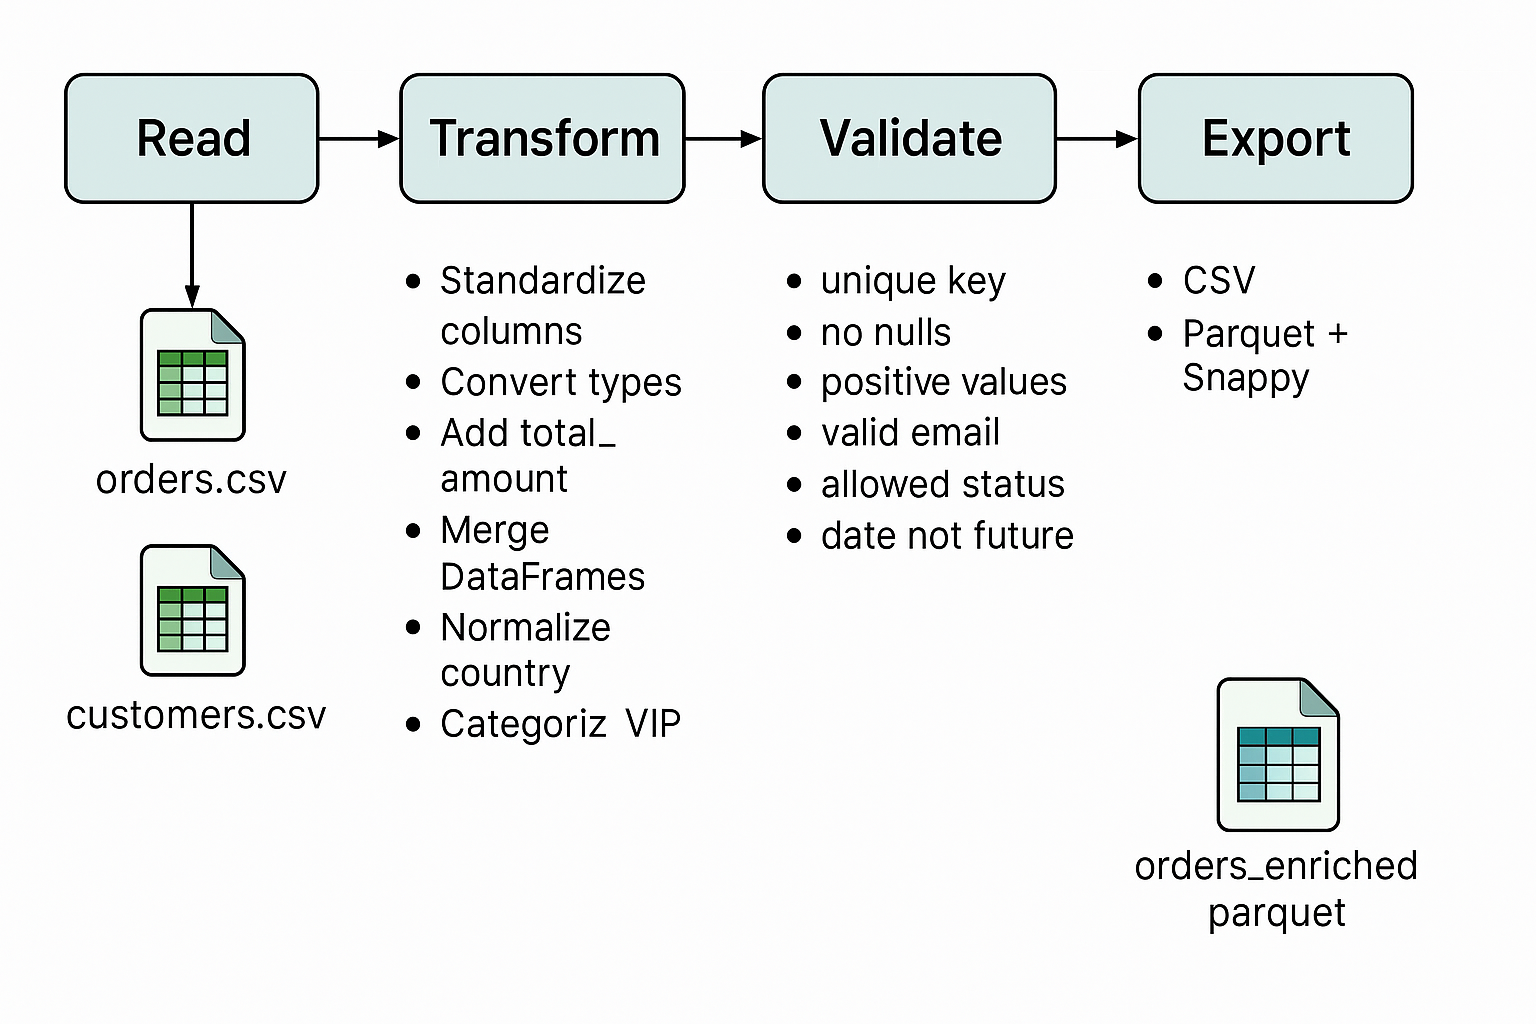 Read
Transform
Validate
Export
orders.csv
customers.csv
• Standardize
columns
• Convert types
• Add total_
amount
• Merge
DataFrames
• Normalize
country
• Categoriz VIP
• unique key
• no nulls
• positive values
• valid email
• allowed status
• date not future
• CSV
• Parquet +
Snappy
orders_enriched
parquet